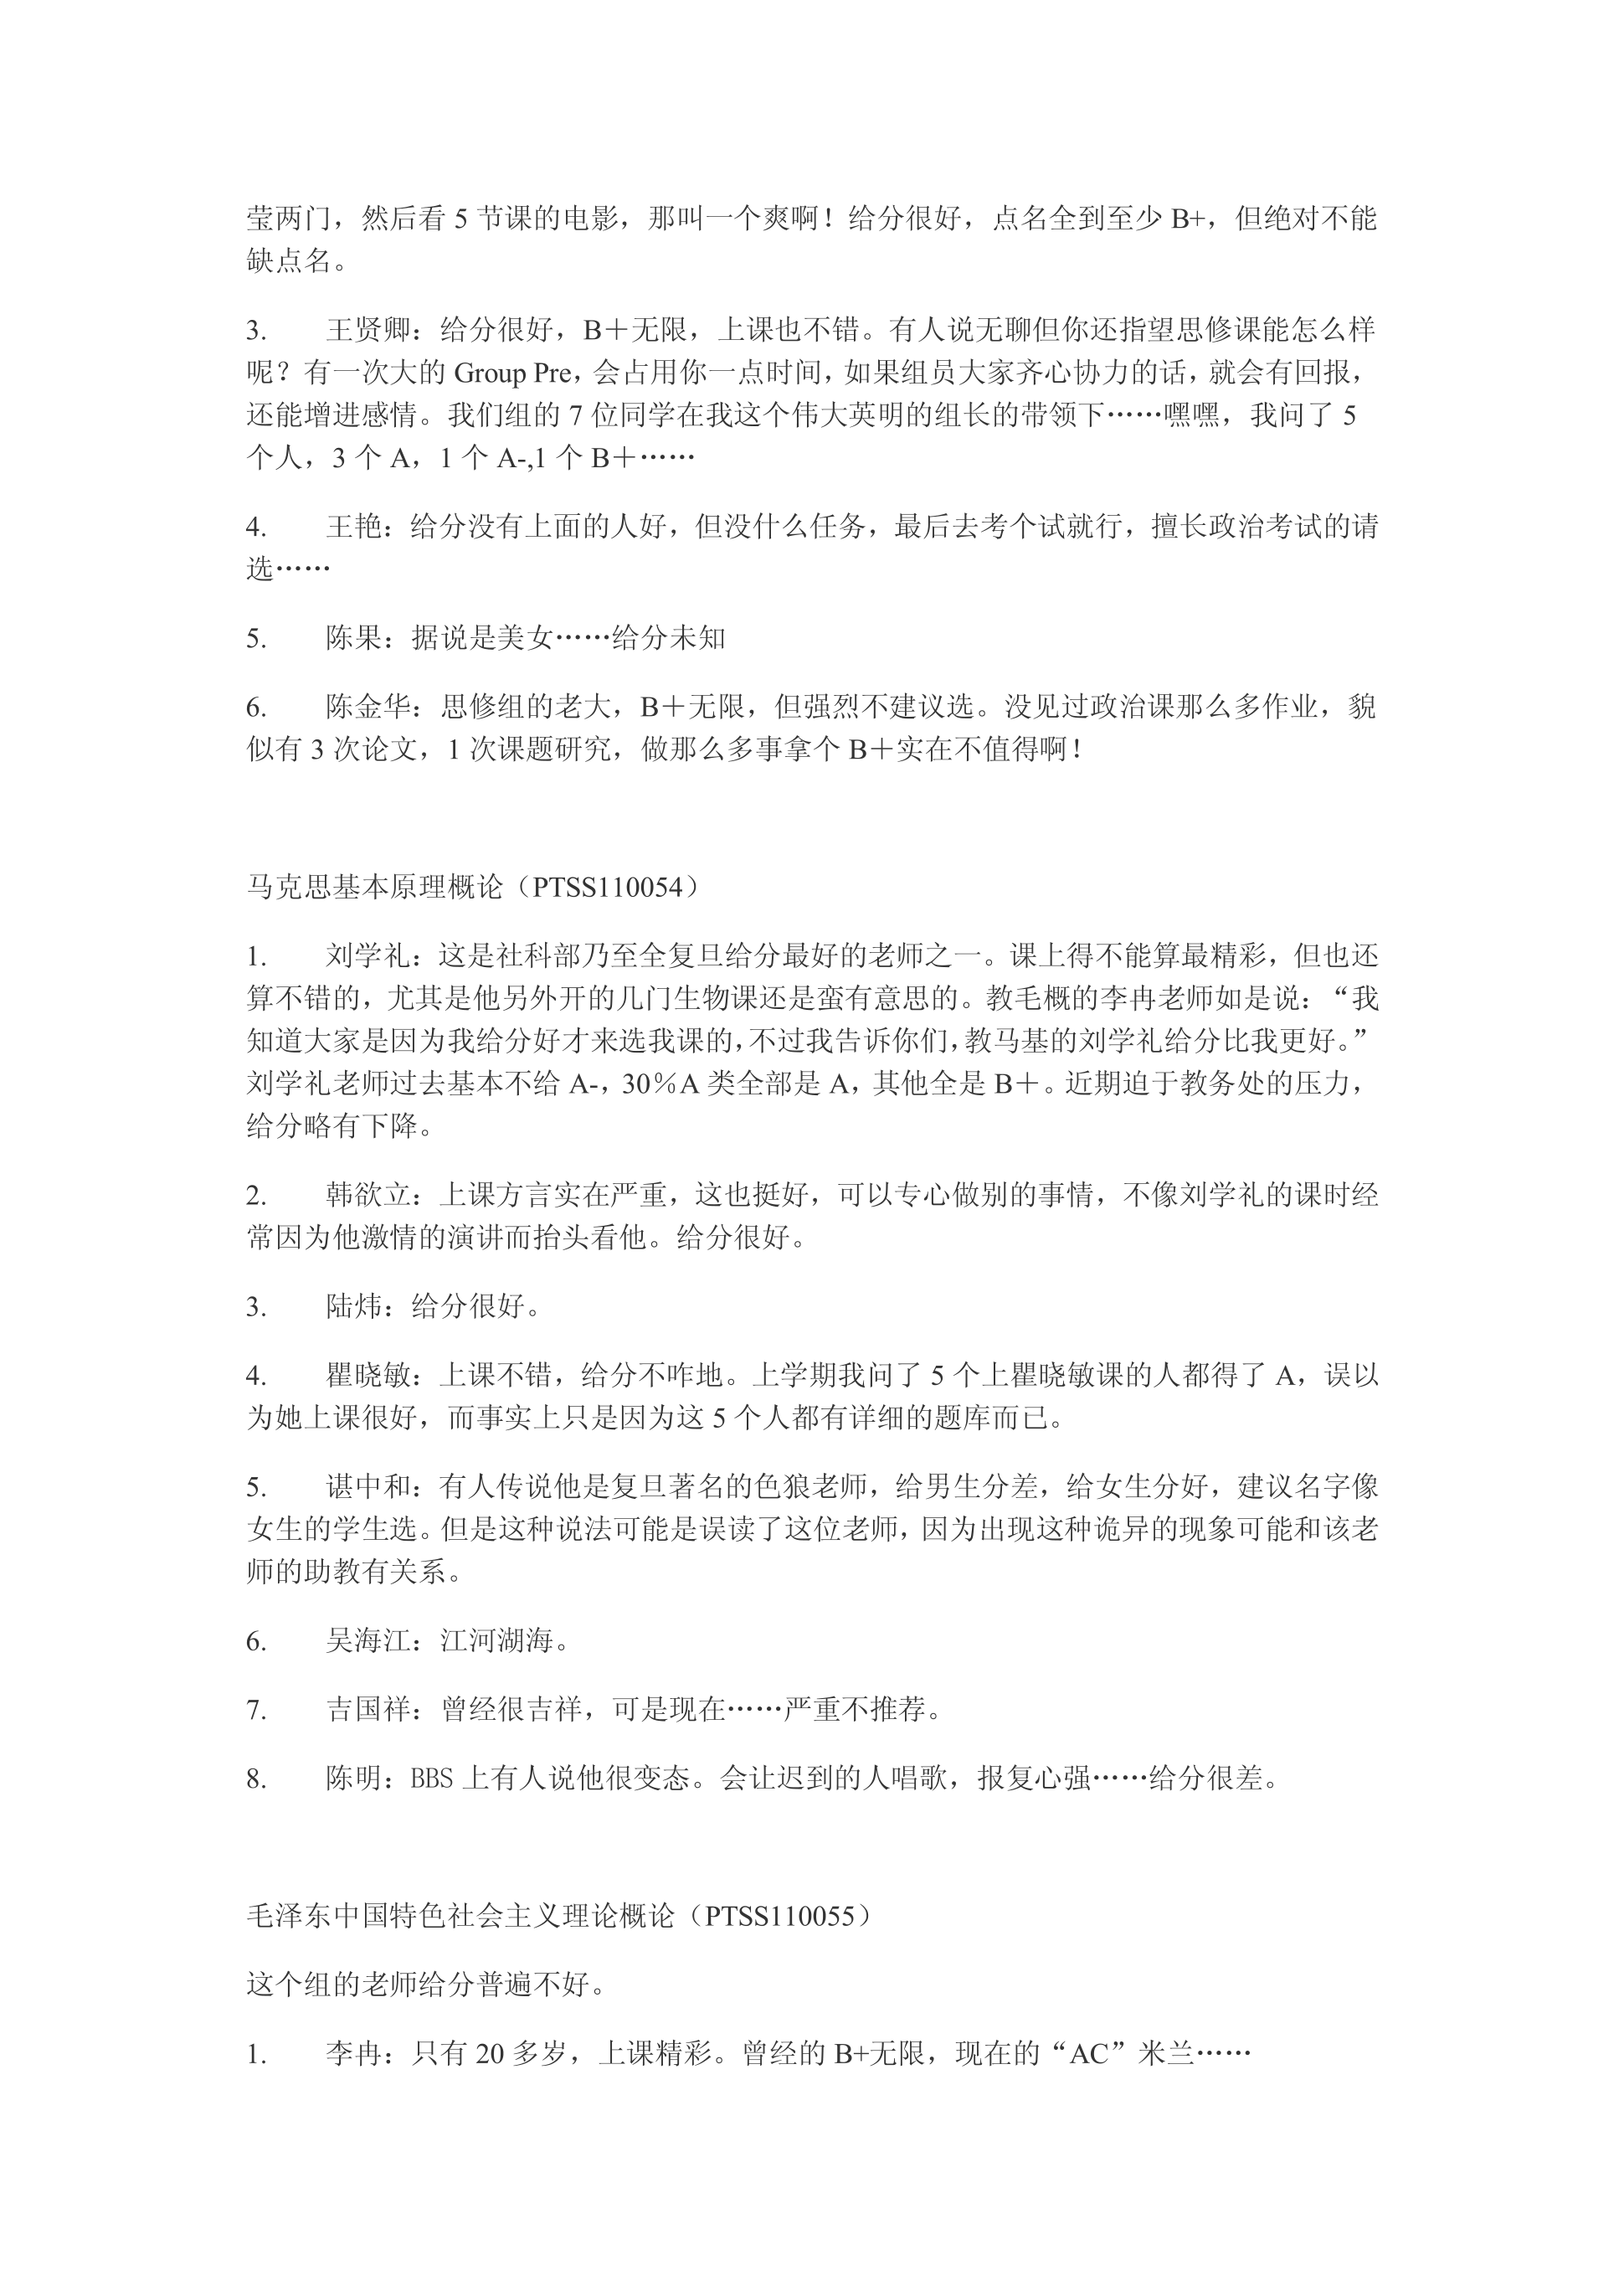 莹两门，然后看 5 节课的电影，那叫一个爽啊！给分很好，点名全到至少 B+，但绝对不能
缺点名。
3. 王贤卿：给分很好，B＋无限，上课也不错。有人说无聊但你还指望思修课能怎么样
呢？有一次大的 Group Pre，会占用你一点时间，如果组员大家齐心协力的话，就会有回报，
还能增进感情。我们组的 7 位同学在我这个伟大英明的组长的带领下……嘿嘿，我问了 5
个人，3 个 A，1 个 A-,1 个 B＋……
4. 王艳：给分没有上面的人好，但没什么任务，最后去考个试就行，擅长政治考试的请
选……
5. 陈果：据说是美女……给分未知
6. 陈金华：思修组的老大，B＋无限，但强烈不建议选。没见过政治课那么多作业，貌
似有 3 次论文，1 次课题研究，做那么多事拿个 B＋实在不值得啊！
马克思基本原理概论（PTSS110054）
1. 刘学礼：这是社科部乃至全复旦给分最好的老师之一。课上得不能算最精彩，但也还
算不错的，尤其是他另外开的几门生物课还是蛮有意思的。教毛概的李冉老师如是说：“我
知道大家是因为我给分好才来选我课的，不过我告诉你们，教马基的刘学礼给分比我更好。”
刘学礼老师过去基本不给 A-，30％A 类全部是 A，其他全是 B＋。近期迫于教务处的压力，
给分略有下降。
2. 韩欲立：上课方言实在严重，这也挺好，可以专心做别的事情，不像刘学礼的课时经
常因为他激情的演讲而抬头看他。给分很好。
3. 陆炜：给分很好。
4. 瞿晓敏：上课不错，给分不咋地。上学期我问了 5 个上瞿晓敏课的人都得了 A，误以
为她上课很好，而事实上只是因为这 5 个人都有详细的题库而已。
5. 谌中和：有人传说他是复旦著名的色狼老师，给男生分差，给女生分好，建议名字像
女生的学生选。但是这种说法可能是误读了这位老师，因为出现这种诡异的现象可能和该老
师的助教有关系。
6. 吴海江：江河湖海。
7. 吉国祥：曾经很吉祥，可是现在……严重不推荐。
8. 陈明：BBS 上有人说他很变态。会让迟到的人唱歌，报复心强……给分很差。
毛泽东中国特色社会主义理论概论（PTSS110055）
这个组的老师给分普遍不好。
1. 李冉：只有 20 多岁，上课精彩。曾经的 B+无限，现在的“AC”米兰……